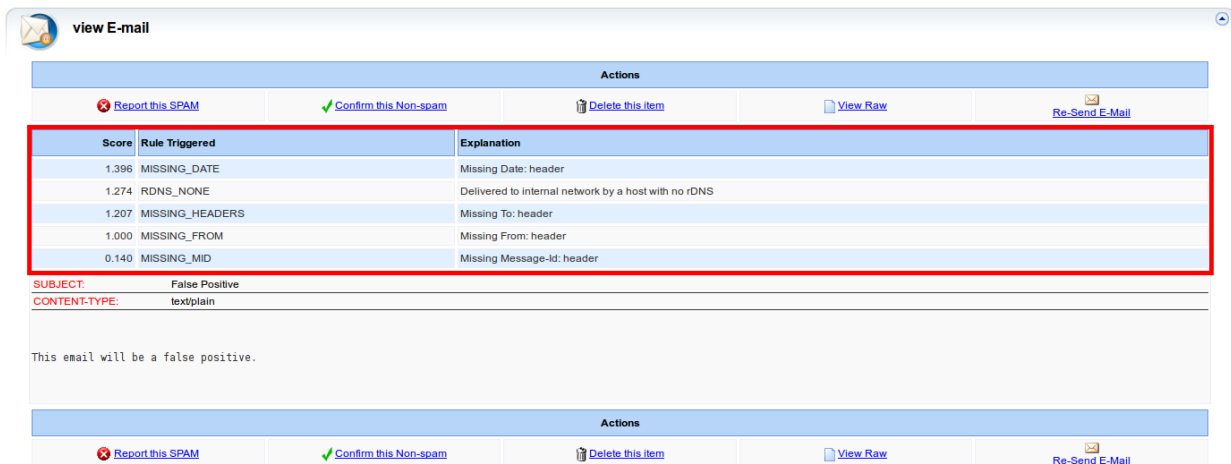 view E-mail
Actions
Report this SPAM Confirm this Non-spam Delete this item View Raw Re-Send E-Mail
Score Rule Triggered Explanation
1.396 MISSING_DATE Missing Date: header
1.274 RDNS_NONE Delivered to internal network by a host with no rDNS
1.207 MISSING_HEADERS Missing To: header
1.000 MISSING_FROM Missing From: header
0.140 MISSING_MID Missing Message-Id: header
SUBJECT: False Positive
CONTENT-TYPE: text/plain
This email will be a false positive.
Actions
Report this SPAM Confirm this Non-spam Delete this item View Raw Re-Send E-Mail